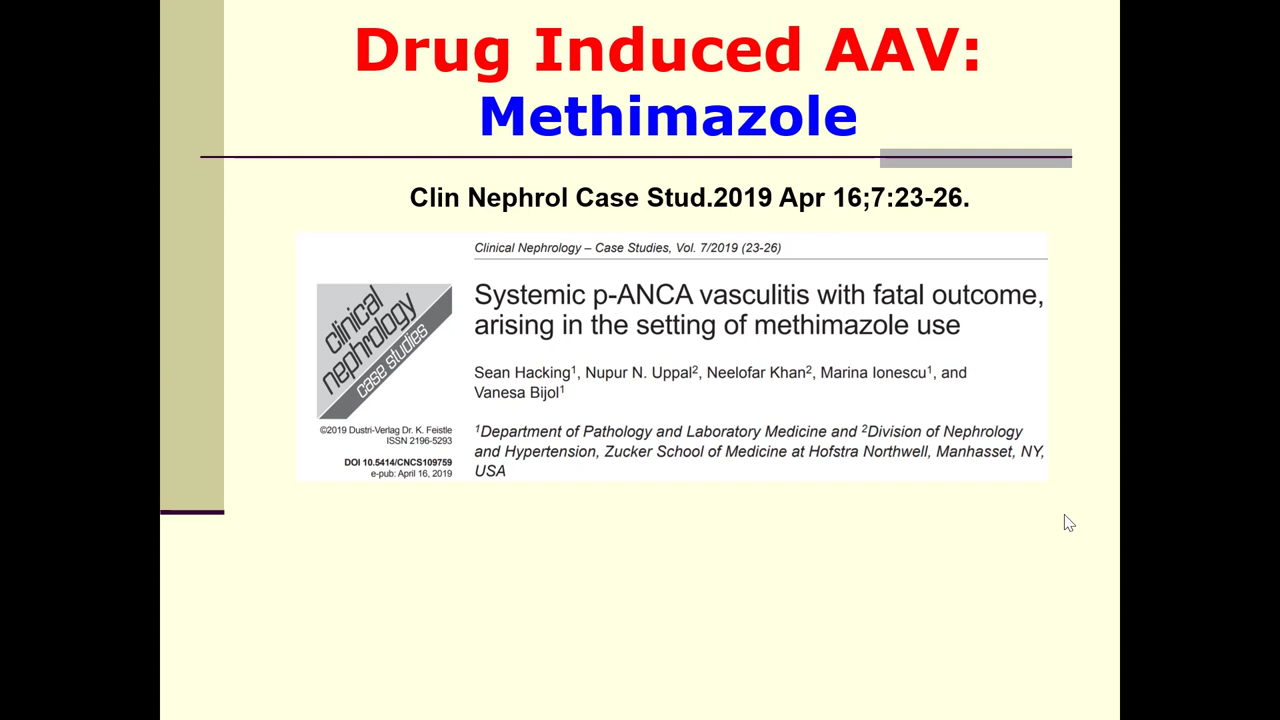 Drug Induced AAV:
Methimazole
Clin Nephrol Case Stud.2019 Apr 16;7:23-26.
Clinical Nephrology – Case Studies, Vol. 7/2019 (23-26)
clinical
nephrology
case studies
Systemic p-ANCA vasculitis with fatal outcome,
arising in the setting of methimazole use
Sean Hacking¹, Nupur N. Uppal², Neelofar Khan², Marina Ionescu¹, and
Vanesa Bijol¹
©2019 Dustri-Verlag Dr. K. Feistle
ISSN 2196-5293
DOI 10.5414/CNCS109759
e-pub: April 16, 2019
¹Department of Pathology and Laboratory Medicine and ²Division of Nephrology
and Hypertension, Zucker School of Medicine at Hofstra Northwell, Manhasset, NY,
USA